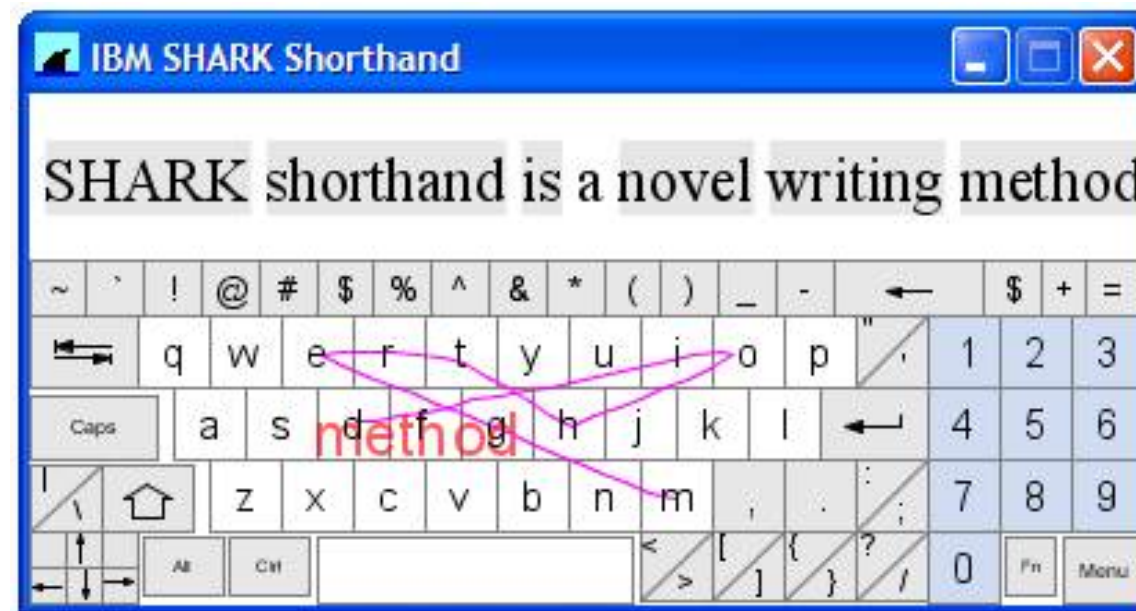 IBM SHARK Shorthand
SHARK shorthand is a novel writing method
~ ` ! @ # $ % ^ & * ( ) _ - ← $ + =
q w e r t y u i o p " ' 1 2 3
Caps a s d f g h j k l 4 5 6
method
| \ z x c v b n m , . : ; 7 8 9
Alt Ctrl < > [ ] { } ? / 0 Fn Menu